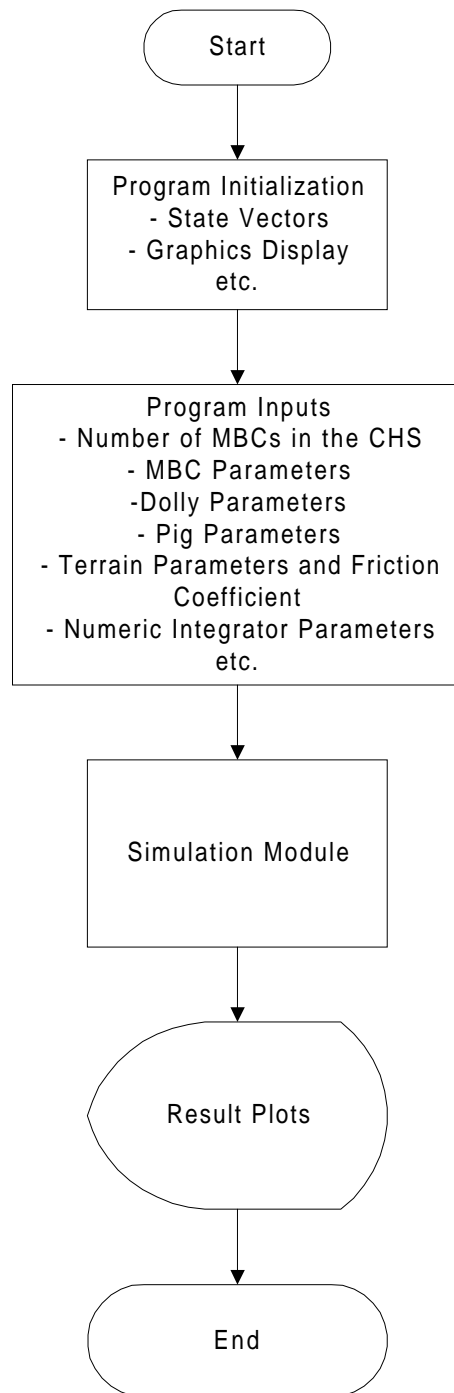 Start
Program Initialization
- State Vectors
- Graphics Display
etc.
Program Inputs
- Number of MBCs in the CHS
- MBC Parameters
-Dolly Parameters
- Pig Parameters
- Terrain Parameters and Friction
Coefficient
- Numeric Integrator Parameters
etc.
Simulation Module
Result Plots
End